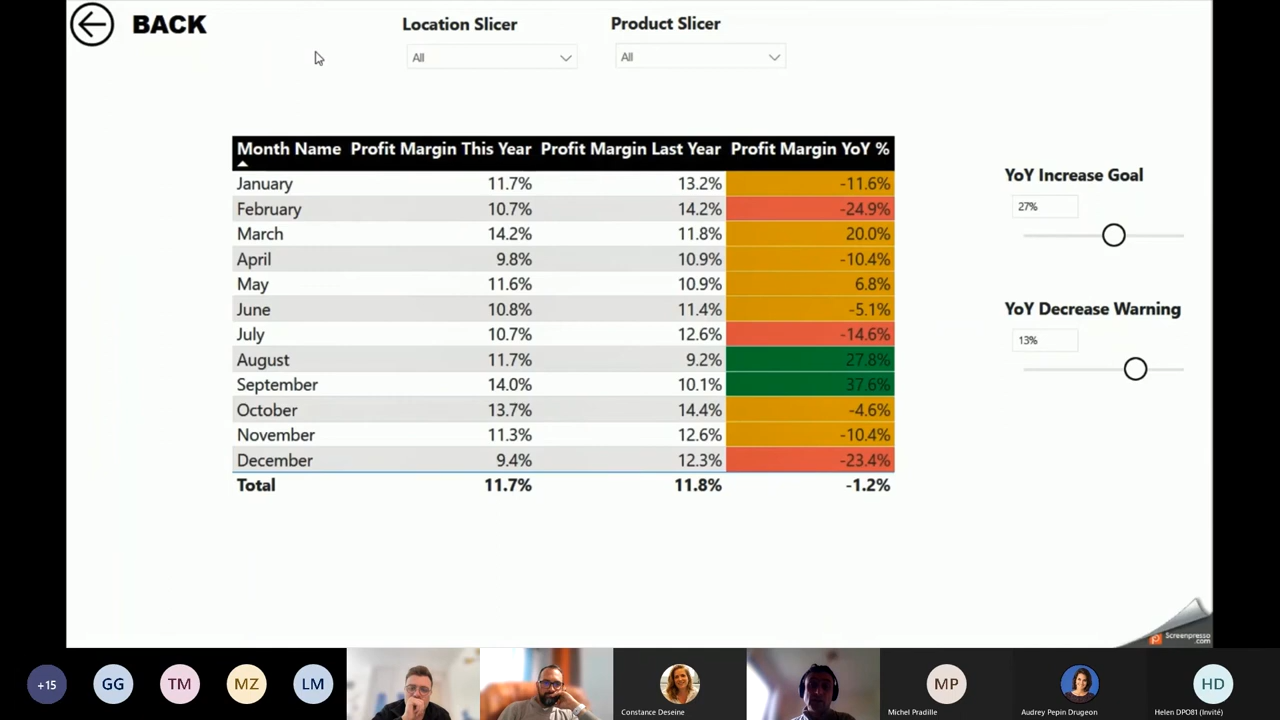 BACK
Location Slicer
Product Slicer
All
All
Month Name Profit Margin This Year Profit Margin Last Year Profit Margin YoY %
January 11.7% 13.2% -11.6%
February 10.7% 14.2% -24.9%
March 14.2% 11.8% 20.0%
April 9.8% 10.9% -10.4%
May 11.6% 10.9% 6.8%
June 10.8% 11.4% -5.1%
July 10.7% 12.6% -14.6%
August 11.7% 9.2% 27.8%
September 14.0% 10.1% 37.6%
October 13.7% 14.4% -4.6%
November 11.3% 12.6% -10.4%
December 9.4% 12.3% -23.4%
Total 11.7% 11.8% -1.2%
YoY Increase Goal
27%
YoY Decrease Warning
13%
Screenpresso
.com
+15
GG
TM
MZ
LM
Constance Deseine
MP
Michel Pradille
Audrey Pepin Drugeon
HD
Helen DPO81 (Invité)